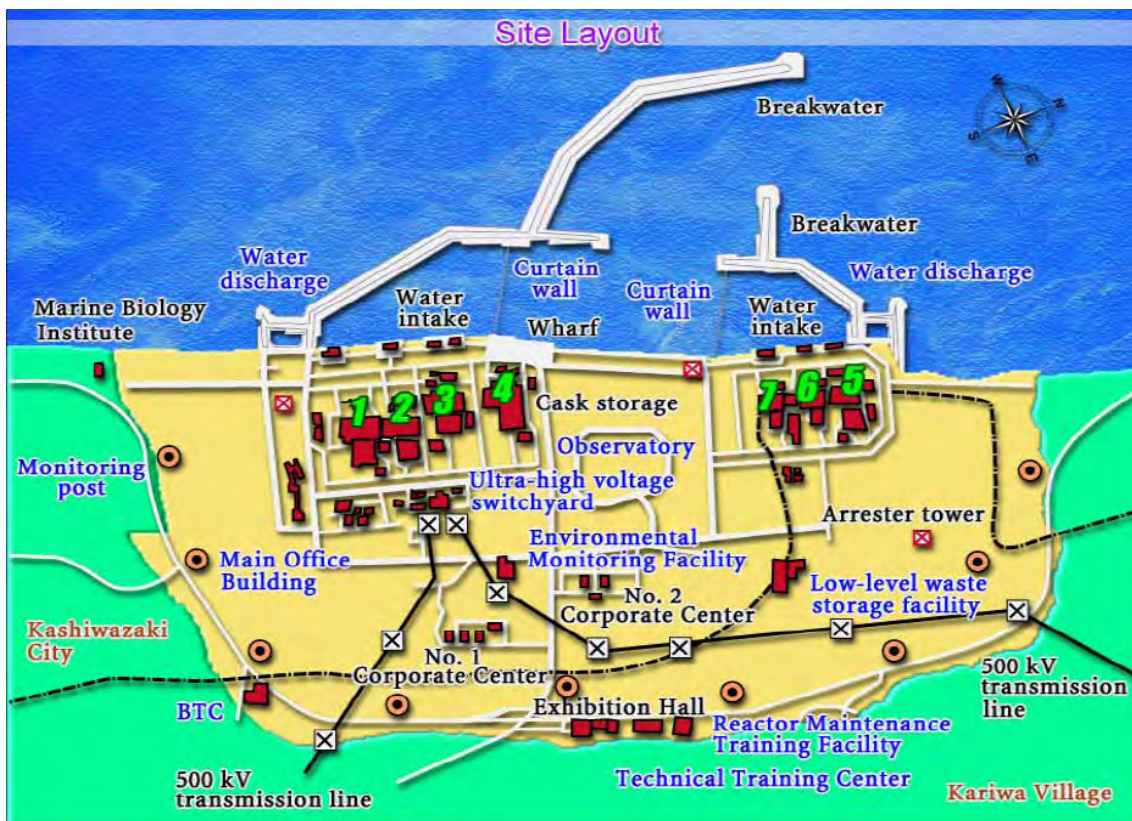 Site Layout
Breakwater
N
W
S
E
Breakwater
Water
discharge
Curtain
wall
Curtain
wall
Water discharge
Marine Biology
Institute
Water
intake
Wharf
Water
intake
1
2
3
4
7
6
5
Cask storage
Observatory
Monitoring
post
Ultra-high voltage
switchyard
Arrester tower
Main Office
Building
Environmental
Monitoring Facility
Low-level waste
storage facility
No. 2
Corporate Center
Kashiwazaki
City
No. 1
Corporate Center
500 kV
transmission
line
BTC
Exhibition Hall
Reactor Maintenance
Training Facility
Technical Training Center
500 kV
transmission line
Kariwa Village